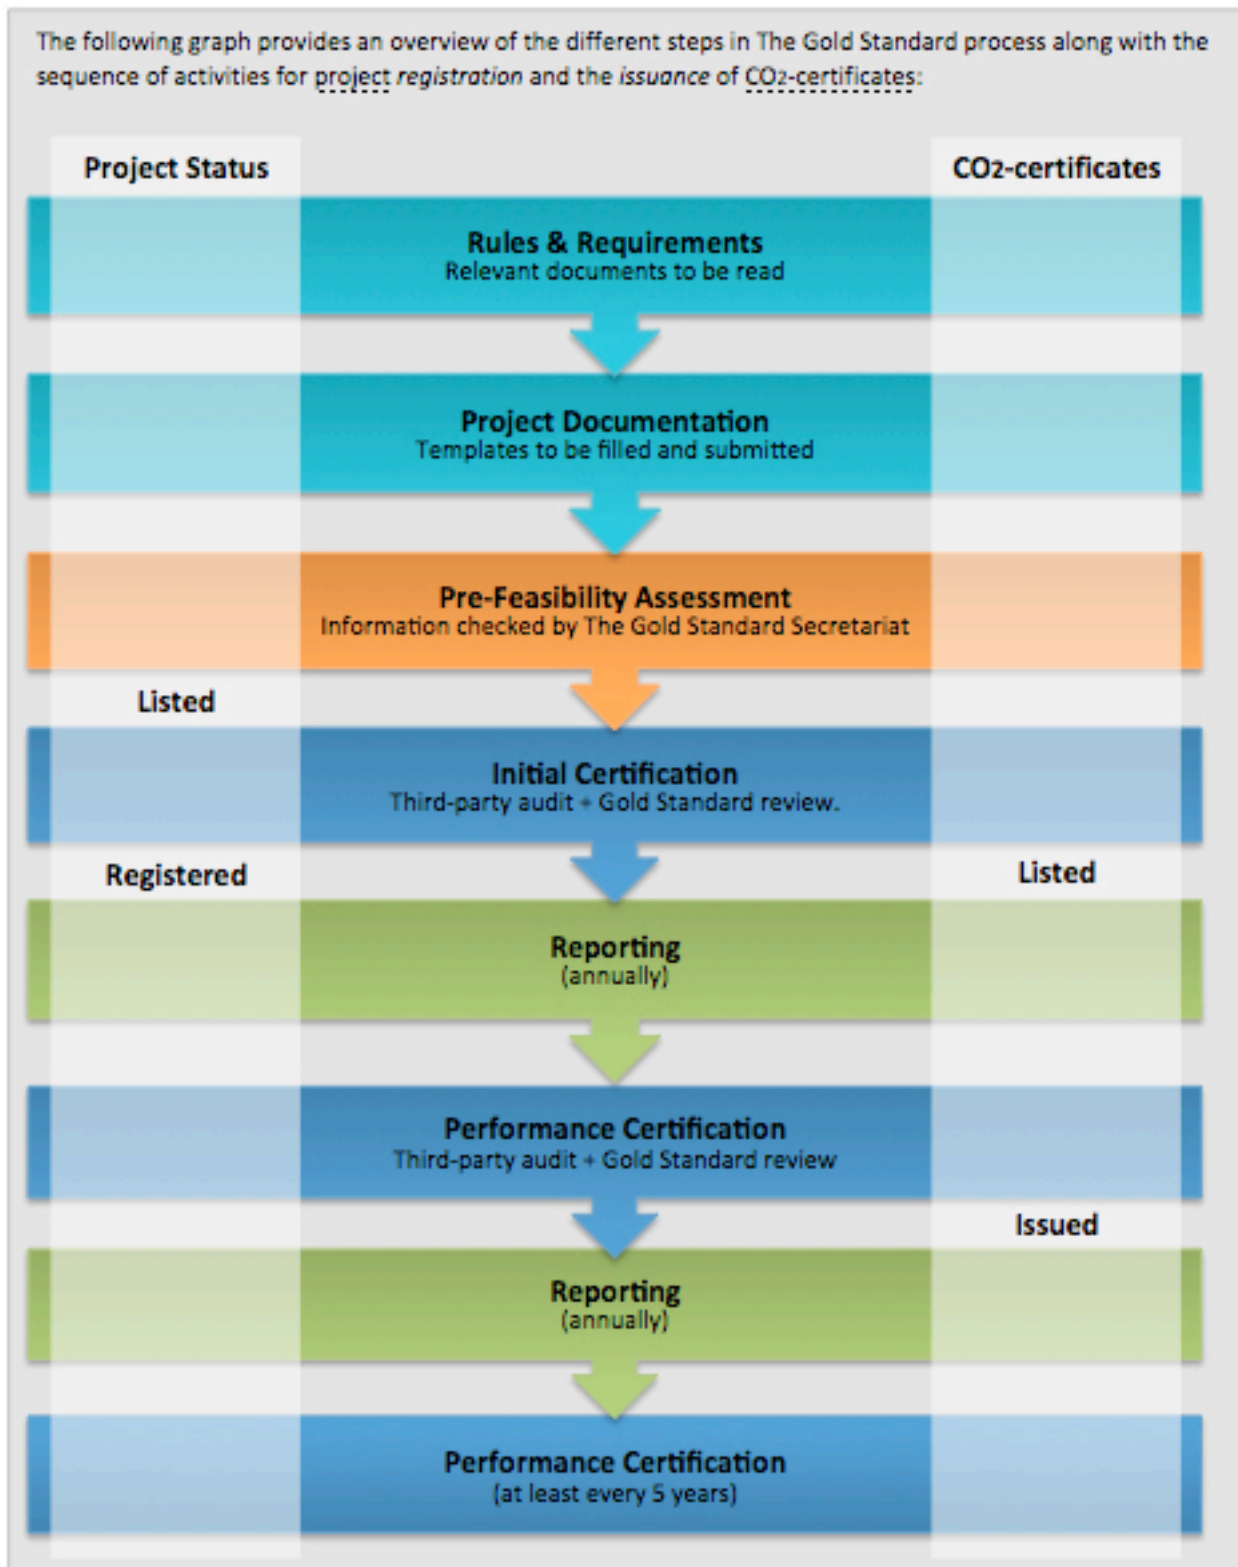 The following graph provides an overview of the different steps in The Gold Standard process along with the
sequence of activities for project registration and the issuance of CO2-certificates:
Project Status
CO2-certificates
Rules & Requirements
Relevant documents to be read
Project Documentation
Templates to be filled and submitted
Pre-Feasibility Assessment
Information checked by The Gold Standard Secretariat
Listed
Initial Certification
Third-party audit + Gold Standard review.
Registered
Listed
Reporting
(annually)
Performance Certification
Third-party audit + Gold Standard review
Issued
Reporting
(annually)
Performance Certification
(at least every 5 years)